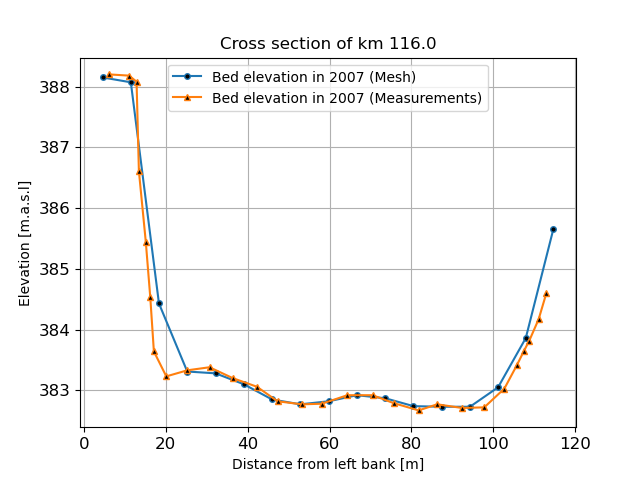 Cross section of km 116.0
Bed elevation in 2007 (Mesh)
Bed elevation in 2007 (Measurements)
Elevation [m.a.s.l]
388
387
386
385
384
383
0 20 40 60 80 100 120
Distance from left bank [m]